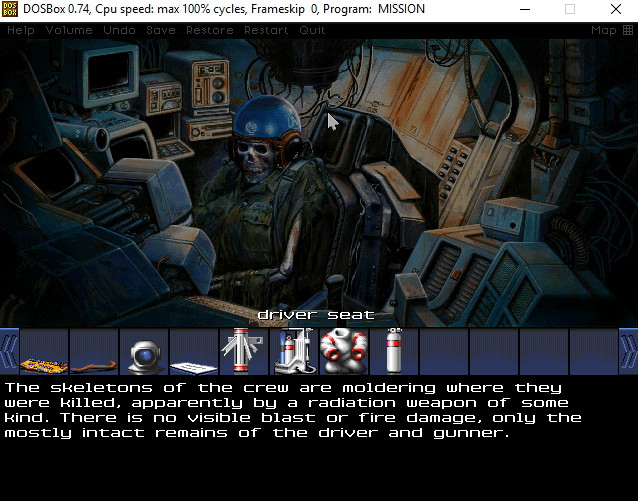 DOSBox 0.74, Cpu speed: max 100% cycles, Frameskip 0, Program: MISSION
Help Volume Undo Save Restore Restart Quit Map
driver seat
The skeletons of the crew are moldering where they
were killed, apparently by a radiation weapon of some
kind. There is no visible blast or fire damage, only the
mostly intact remains of the driver and gunner.